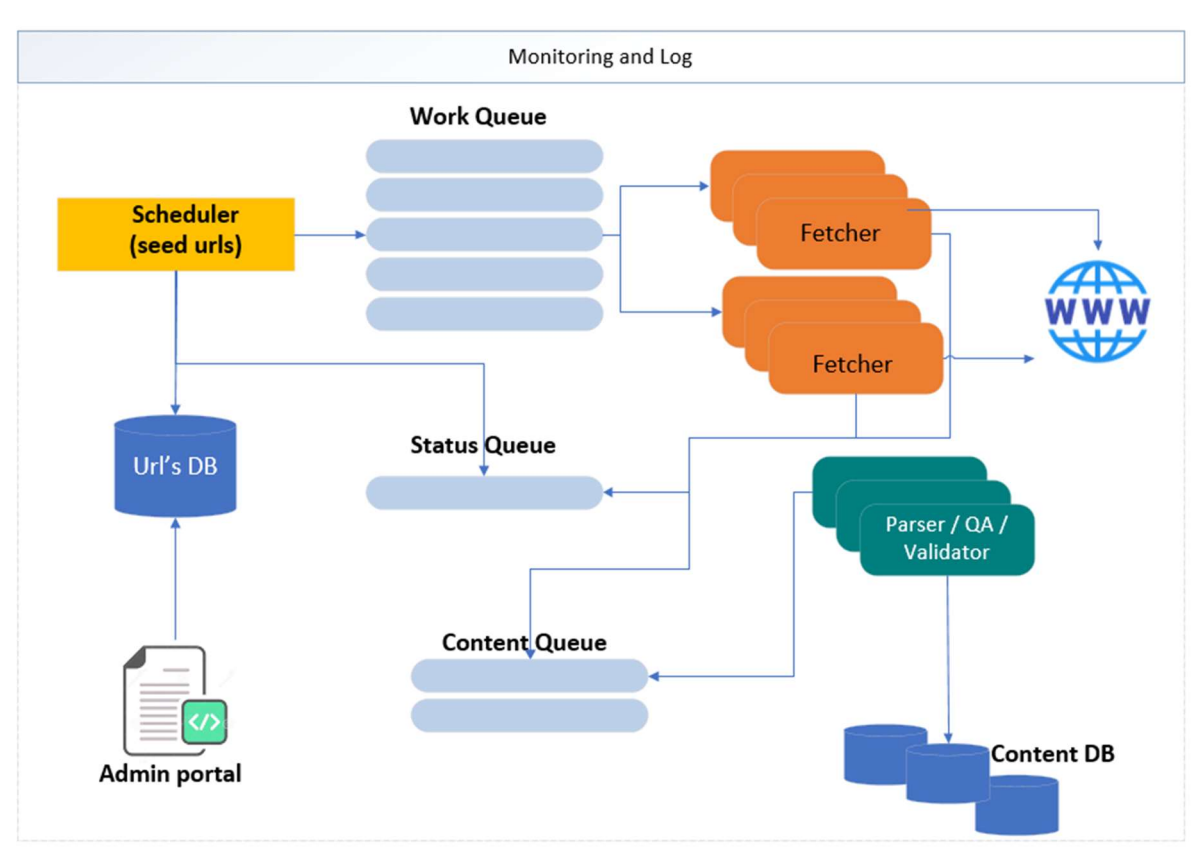 Monitoring and Log
Work Queue
Scheduler
(seed urls)
Fetcher
WWW
Fetcher
Status Queue
Url's DB
Parser / QA /
Validator
Content Queue
</>
Admin portal
Content DB